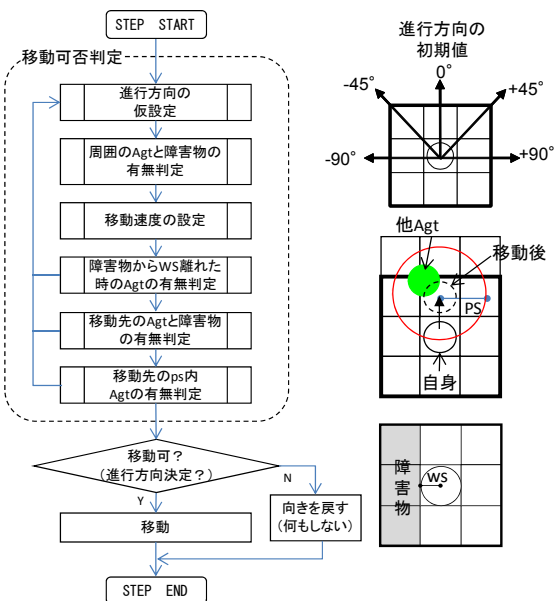 STEP START
移動可否判定
進行方向の
仮設定
周囲のAgtと障害物の
有無判定
移動速度の設定
障害物からWS離れた
時のAgtの有無判定
移動先のAgtと障害物
の有無判定
移動先のps内
Agtの有無判定
移動可?
(進行方向決定?)
Y
N
移動
向きを戻す
(何もしない)
STEP END
進行方向の
初期値
0°
-45°
+45°
-90°
+90°
他Agt
移動後
PS
自身
障害物
WS